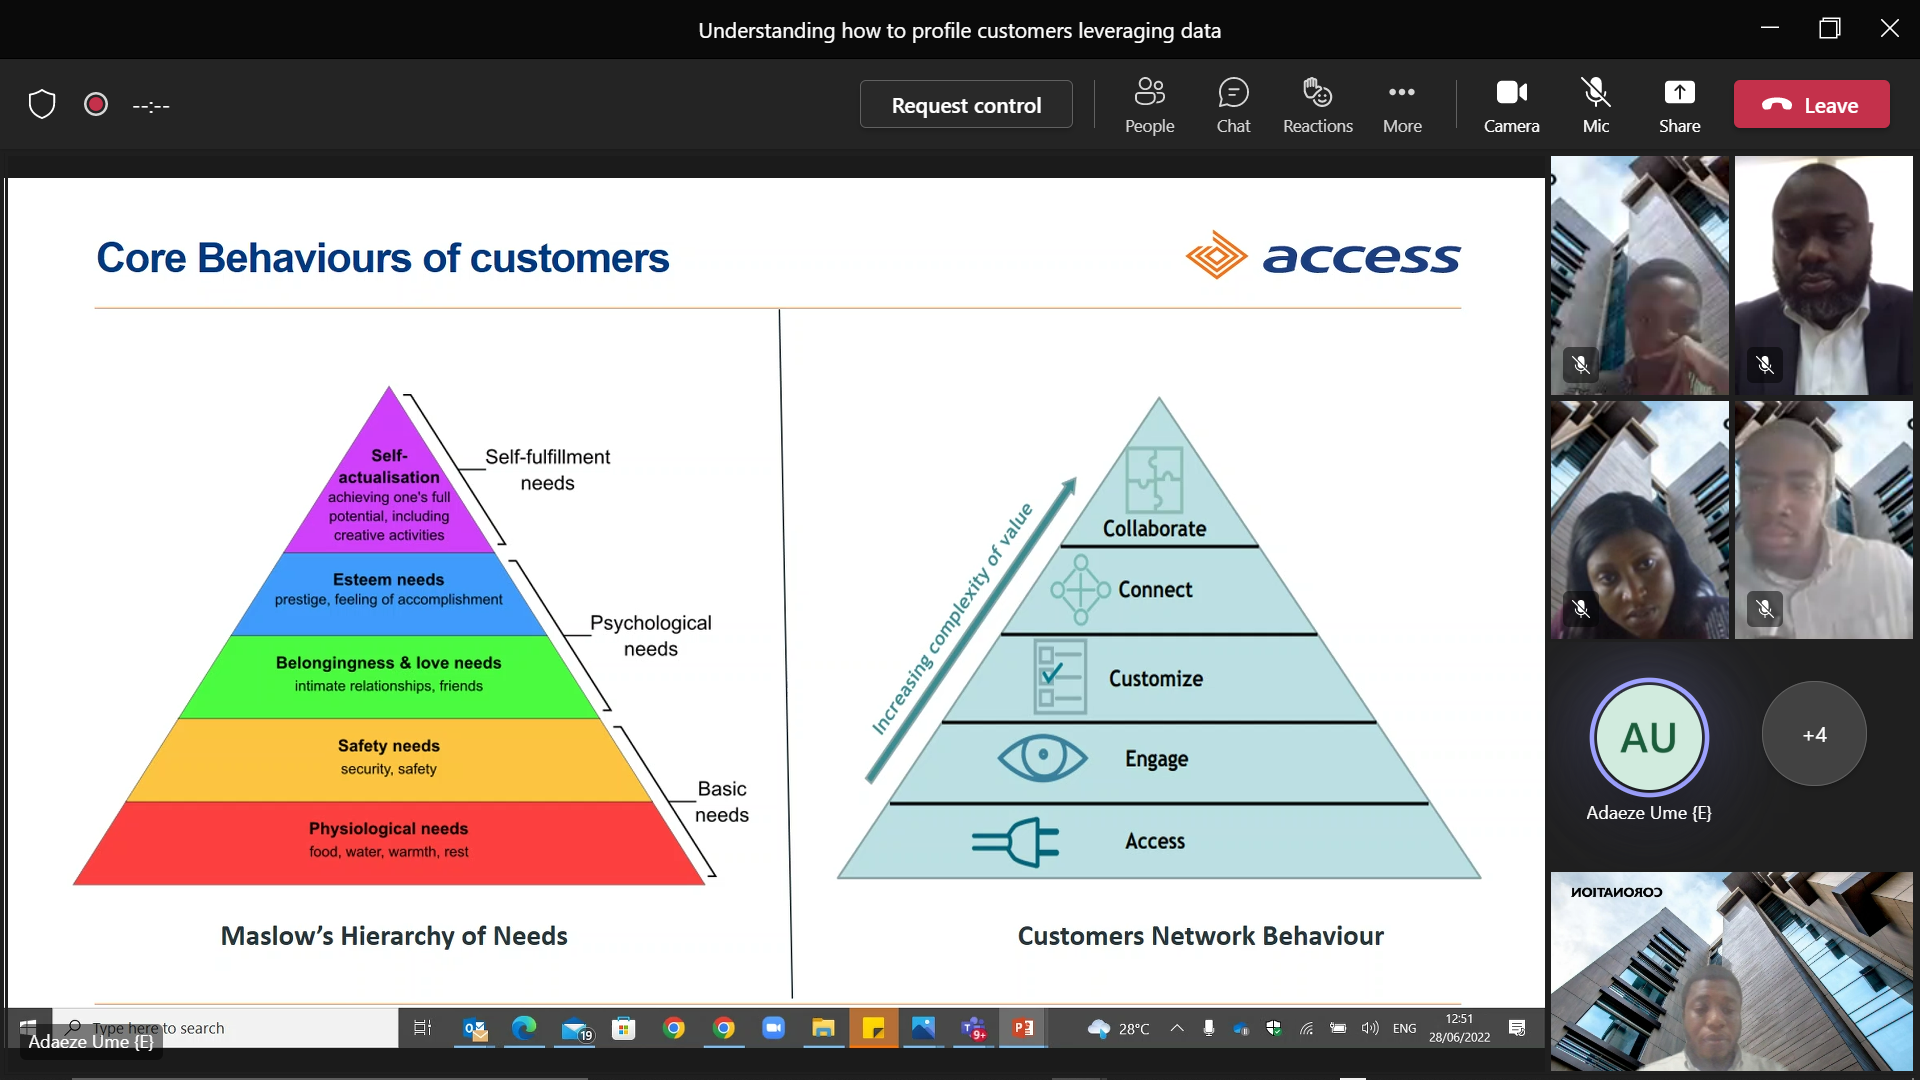 Understanding how to profile customers leveraging data
--:--
Request control
People
Chat
Reactions
More
Camera
Mic
Share
Leave
Core Behaviours of customers
access
Self-
actualisation
achieving one's full
potential, including
creative activities
Self-fulfillment
needs
Esteem needs
prestige, feeling of accomplishment
Psychological
needs
Belongingness & love needs
intimate relationships, friends
Safety needs
security, safety
Basic
needs
Physiological needs
food, water, warmth, rest
Maslow's Hierarchy of Needs
Increasing complexity of value
Collaborate
Connect
Customize
Engage
Access
Customers Network Behaviour
AU
+4
Adaeze Ume {E}
CORONATION
Type here to search
19
9+
28°C
ENG
12:51
28/06/2022
Adaeze Ume {E}